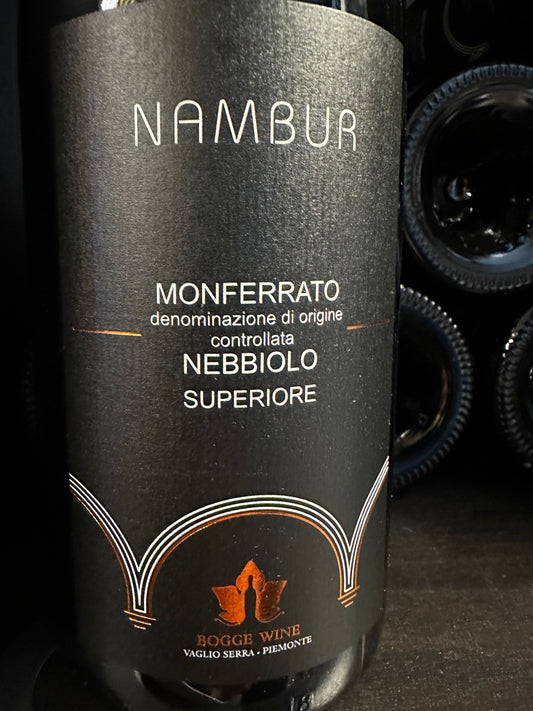 NAMBUR
MONFERRATO
denominazione di origine
controllata
NEBBIOLO
SUPERIORE
BOGGE WINE
VAGLIO SERRA - PIEMONTE